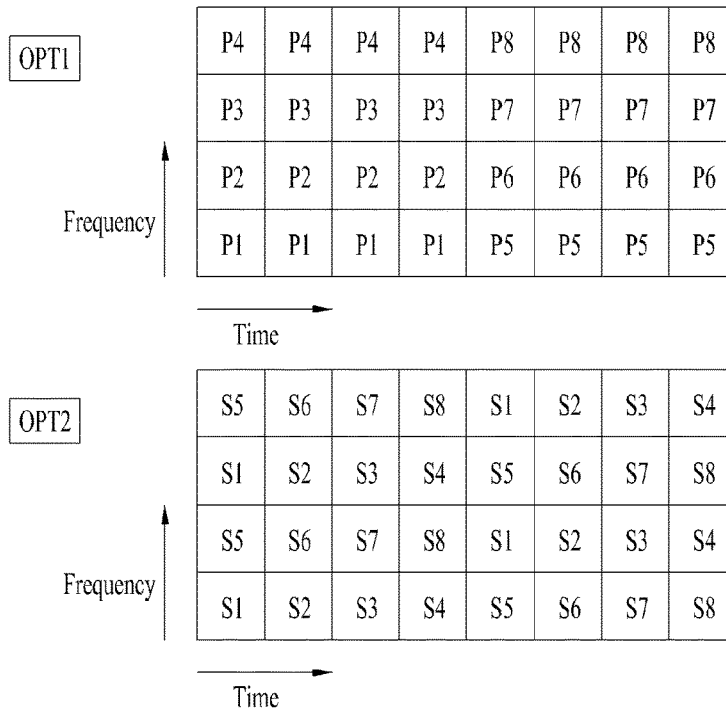 OPT1
P4 P4 P4 P4 P8 P8 P8 P8
P3 P3 P3 P3 P7 P7 P7 P7
P2 P2 P2 P2 P6 P6 P6 P6
P1 P1 P1 P1 P5 P5 P5 P5
Frequency
Time
OPT2
S5 S6 S7 S8 S1 S2 S3 S4
S1 S2 S3 S4 S5 S6 S7 S8
S5 S6 S7 S8 S1 S2 S3 S4
S1 S2 S3 S4 S5 S6 S7 S8
Frequency
Time